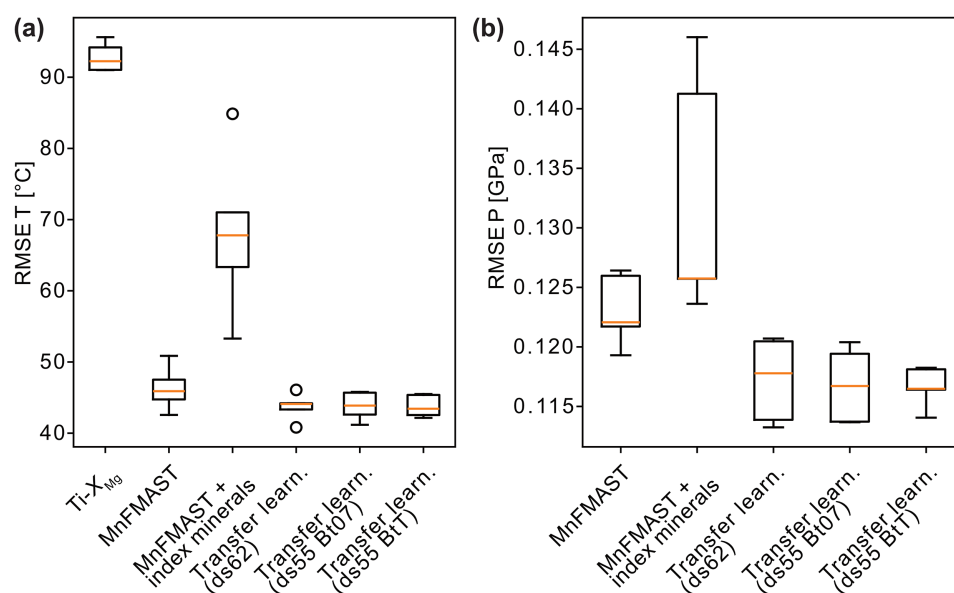 (a)
RMSE T [°C]
90
80
70
60
50
40
Ti-XMg
MnFMAST
MnFMAST +
index minerals
Transfer learn.
(ds62)
Transfer learn.
(ds55 Bt07)
Transfer learn.
(ds55 BtT)
(b)
RMSE P [GPa]
0.145
0.140
0.135
0.130
0.125
0.120
0.115
MnFMAST
MnFMAST +
index minerals
Transfer learn.
(ds62)
Transfer learn.
(ds55 Bt07)
Transfer learn.
(ds55 BtT)